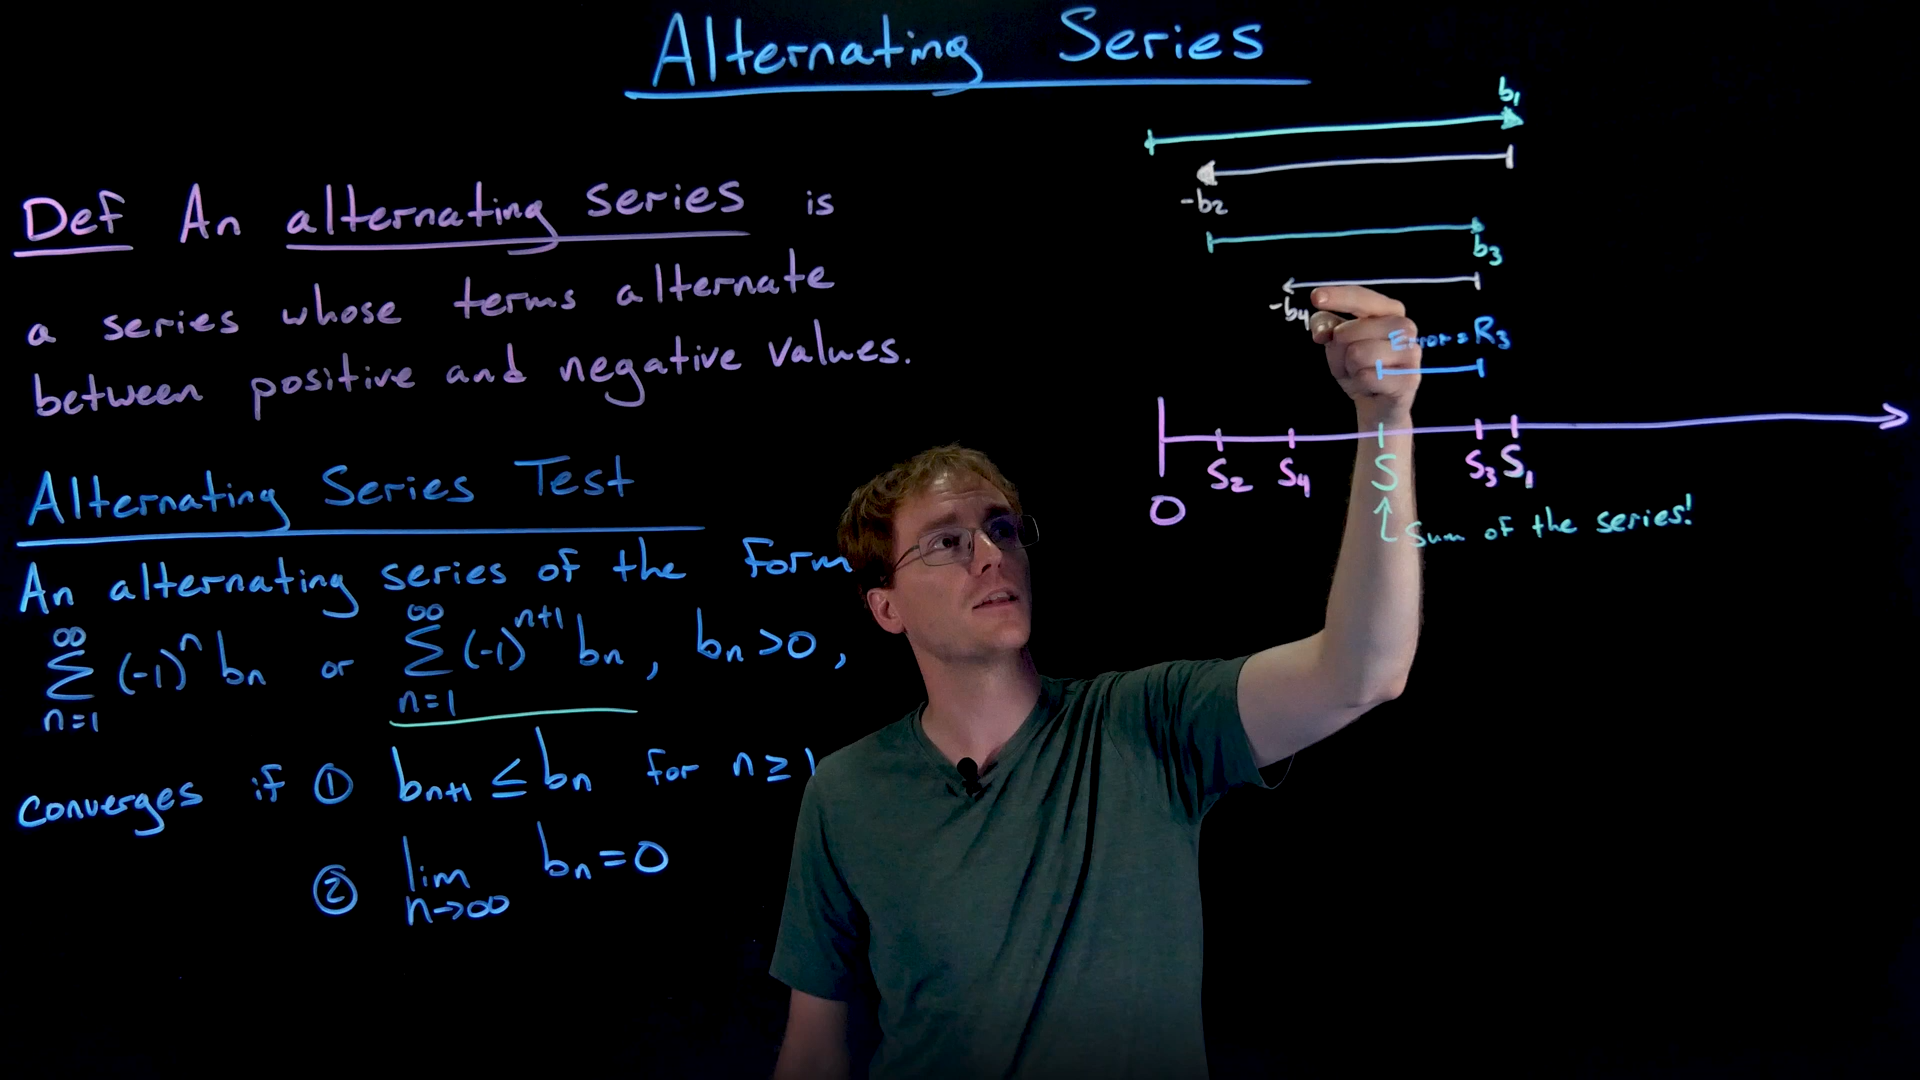 Alternating Series
Def An alternating series is
a series whose terms alternate
between positive and negative values.
Alternating Series Test
An alternating series of the form
∞ ∑ n=1 (-1)^n bn or ∞ ∑ n=1 (-1)^{n+1} bn, bn>0,
converges if ① bn+1 ≤ bn for n≥1
② lim n→∞ bn=0
b1
-b2
b3
-b4
Error = R3
0 S2 S4 S S3 S1
Sum of the series!